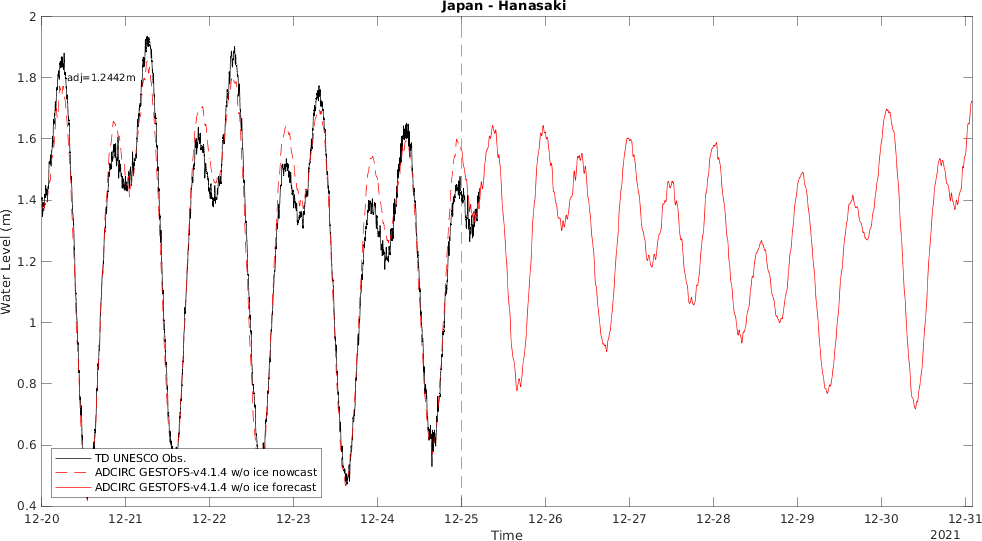 Japan - Hanasaki
2
1.8
1.6
1.4
1.2
1
0.8
0.6
0.4
Water Level (m)
adj=1.2442m
TD UNESCO Obs.
ADCIRC GESTOFS-v4.1.4 w/o ice nowcast
ADCIRC GESTOFS-v4.1.4 w/o ice forecast
12-20 12-21 12-22 12-23 12-24 12-25 12-26 12-27 12-28 12-29 12-30 12-31
2021
Time